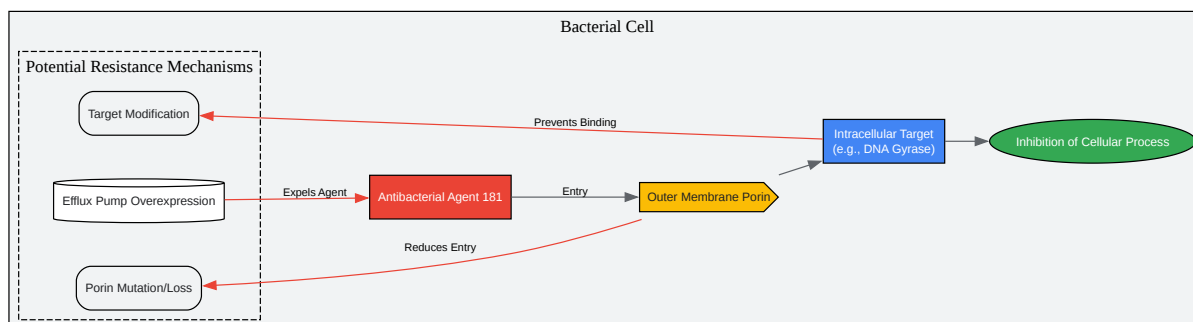 Bacterial Cell
Potential Resistance Mechanisms
Target Modification
Prevents Binding
Intracellular Target
(e.g., DNA Gyrase)
Inhibition of Cellular Process
Efflux Pump Overexpression
Expels Agent
Antibacterial Agent 181
Entry
Outer Membrane Porin
Reduces Entry
Porin Mutation/Loss